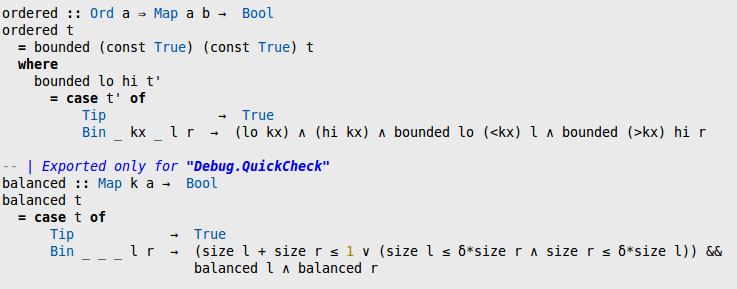 ordered :: Ord a ⇒ Map a b → Bool
ordered t
  = bounded (const True) (const True) t
  where
    bounded lo hi t'
      = case t' of
          Tip              → True
          Bin _ kx _ l r  → (lo kx) ∧ (hi kx) ∧ bounded lo (<kx) l ∧ bounded (>kx) hi r
-- | Exported only for "Debug.QuickCheck"
balanced :: Map k a → Bool
balanced t
  = case t of
      Tip            → True
      Bin _ _ _ l r  → (size l + size r ≤ 1 ∨ (size l ≤ δ*size r ∧ size r ≤ δ*size l)) &&
                        balanced l ∧ balanced r